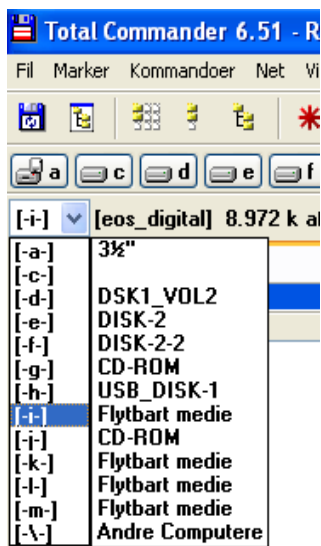 Total Commander 6.51 - R
Fil Marker Kommandoer Net Vi
a c d e f
[-i-] [eos_digital] 8.972 k al
[-a-] 3½"
[-c-]
[-d-] DSK1_VOL2
[-e-] DISK-2
[-f-] DISK-2-2
[-g-] CD-ROM
[-h-] USB_DISK-1
[-i-] Flytbart medie
[-j-] CD-ROM
[-k-] Flytbart medie
[-l-] Flytbart medie
[-m-] Flytbart medie
[-\-] Andre Computere